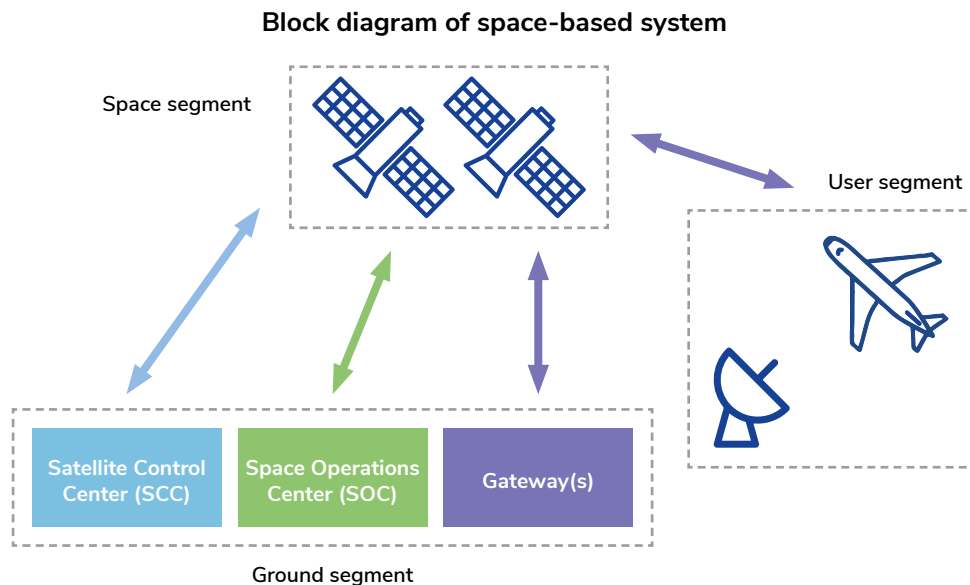 Block diagram of space-based system
Space segment
User segment
Satellite Control
Center (SCC)
Space Operations
Center (SOC)
Gateway(s)
Ground segment